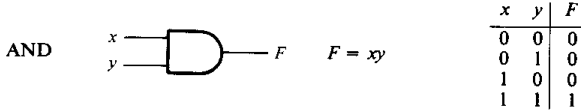 x y F
AND x y F F = xy
0 0 0
0 1 0
1 0 0
1 1 1